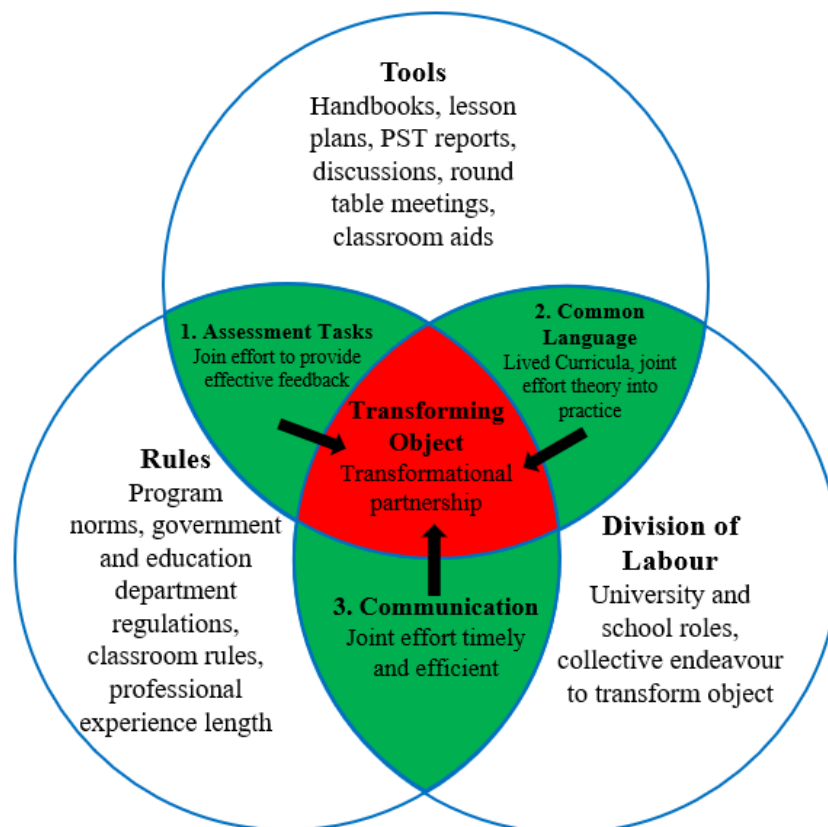 Tools
Handbooks, lesson
plans, PST reports,
discussions, round
table meetings,
classroom aids
1. Assessment Tasks
Join effort to provide
effective feedback
2. Common
Language
Lived Curricula, joint
effort theory into
practice
Transforming
Object
Transformational
partnership
Rules
Program
norms, government
and education
department
regulations,
classroom rules,
professional
experience length
Division of
Labour
University and
school roles,
collective endeavour
to transform object
3. Communication
Joint effort timely
and efficient